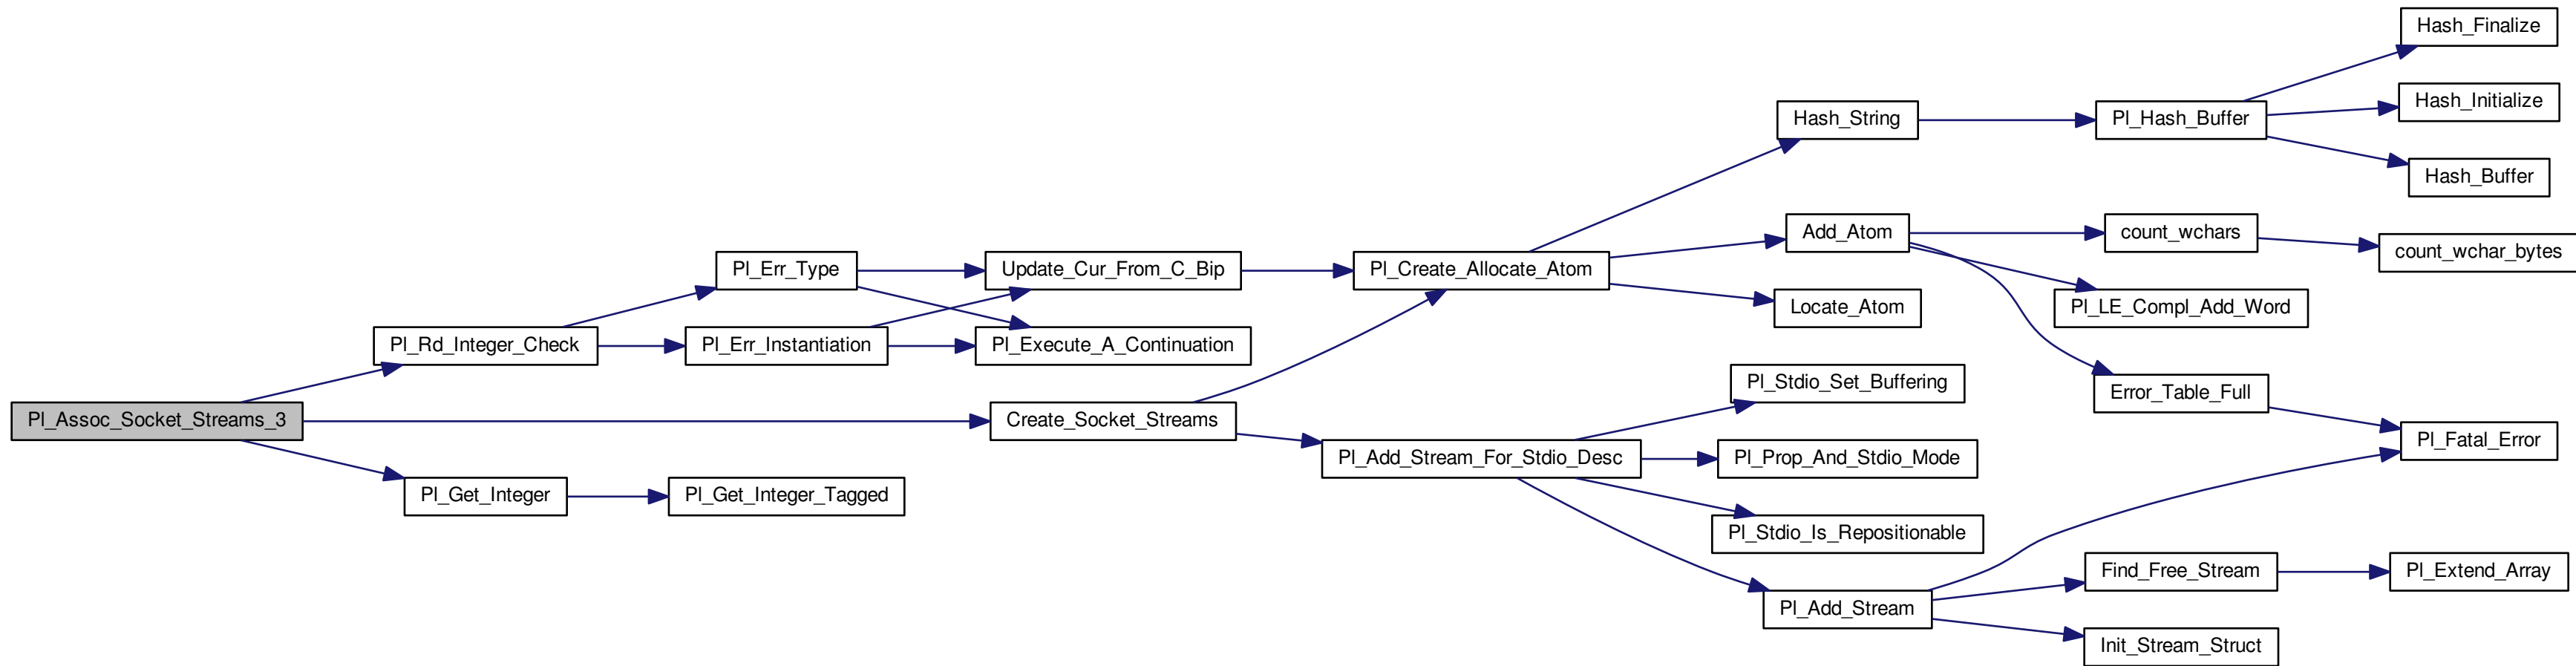 Hash_Finalize
Hash_Initialize
Hash_String
Pl_Hash_Buffer
Hash_Buffer
Add_Atom
count_wchars
count_wchar_bytes
Pl_Err_Type
Update_Cur_From_C_Bip
Pl_Create_Allocate_Atom
Locate_Atom
Pl_LE_Compl_Add_Word
Pl_Rd_Integer_Check
Pl_Err_Instantiation
Pl_Execute_A_Continuation
Pl_Stdio_Set_Buffering
Error_Table_Full
Pl_Assoc_Socket_Streams_3
Create_Socket_Streams
Pl_Fatal_Error
Pl_Add_Stream_For_Stdio_Desc
Pl_Prop_And_Stdio_Mode
Pl_Get_Integer
Pl_Get_Integer_Tagged
Pl_Stdio_Is_Repositionable
Find_Free_Stream
Pl_Extend_Array
Pl_Add_Stream
Init_Stream_Struct